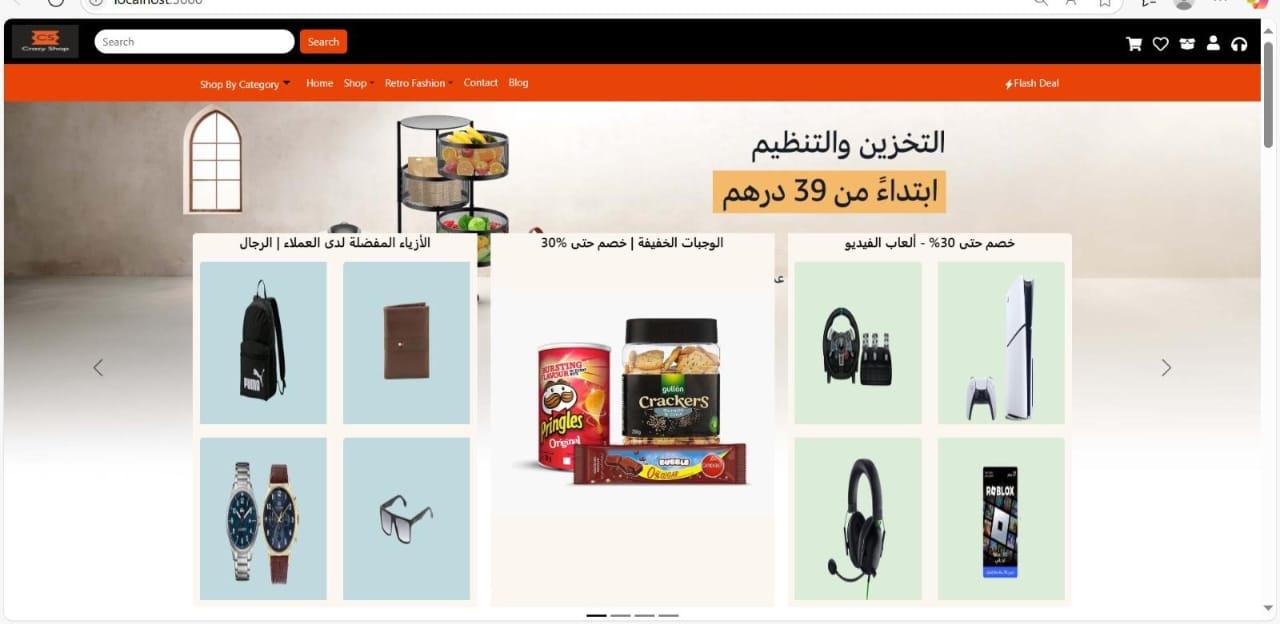 localhost:3000
CS
Crazy Shop
Search
Search
Shop By Category
Home
Shop
Retro Fashion
Contact
Blog
Flash Deal
التخزين والتنظيم
ابتداءً من 39 درهم
الأزياء المفضلة لدى العملاء | الرجال
الوجبات الخفيفة | خصم حتى 30%
خصم حتى 30% - ألعاب الفيديو
PUMA
BURSTING
Pringles
Original
gullón
Crackers
BUBBLE
0%
ROBLOX